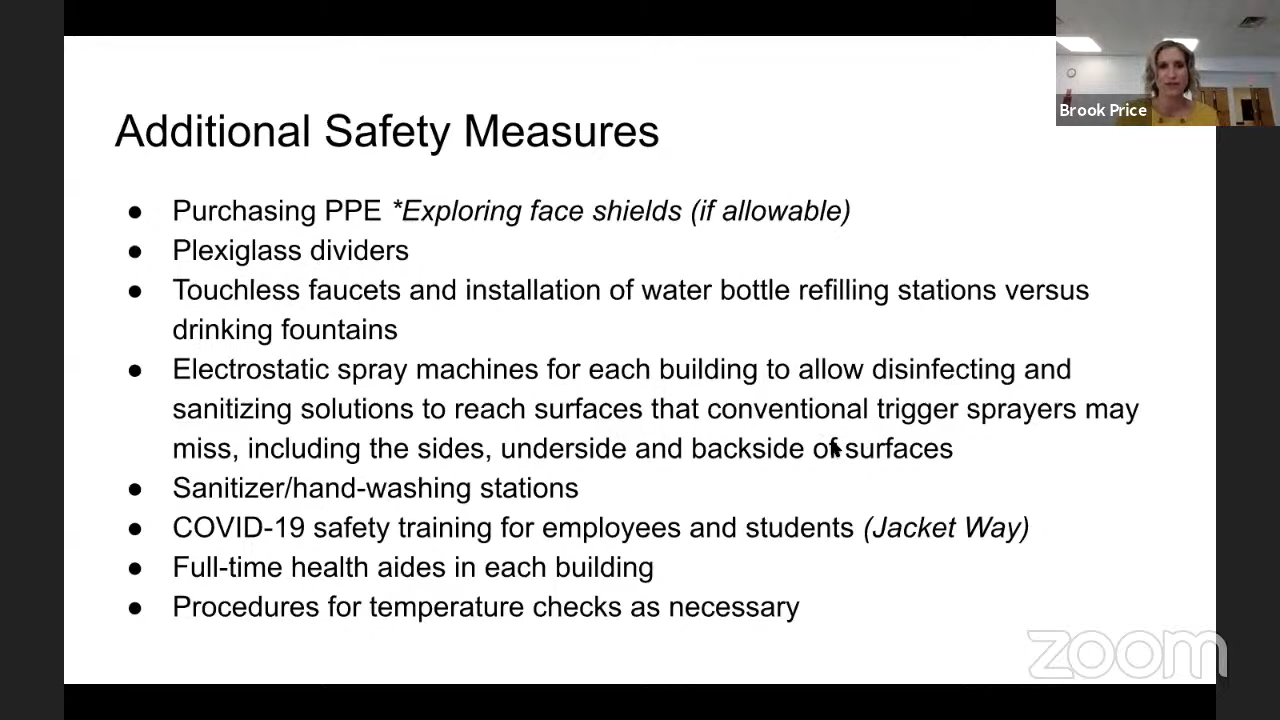 Brook Price
Additional Safety Measures
● Purchasing PPE *Exploring face shields (if allowable)
● Plexiglass dividers
● Touchless faucets and installation of water bottle refilling stations versus
drinking fountains
● Electrostatic spray machines for each building to allow disinfecting and
sanitizing solutions to reach surfaces that conventional trigger sprayers may
miss, including the sides, underside and backside of surfaces
● Sanitizer/hand-washing stations
● COVID-19 safety training for employees and students (Jacket Way)
● Full-time health aides in each building
● Procedures for temperature checks as necessary
zoom